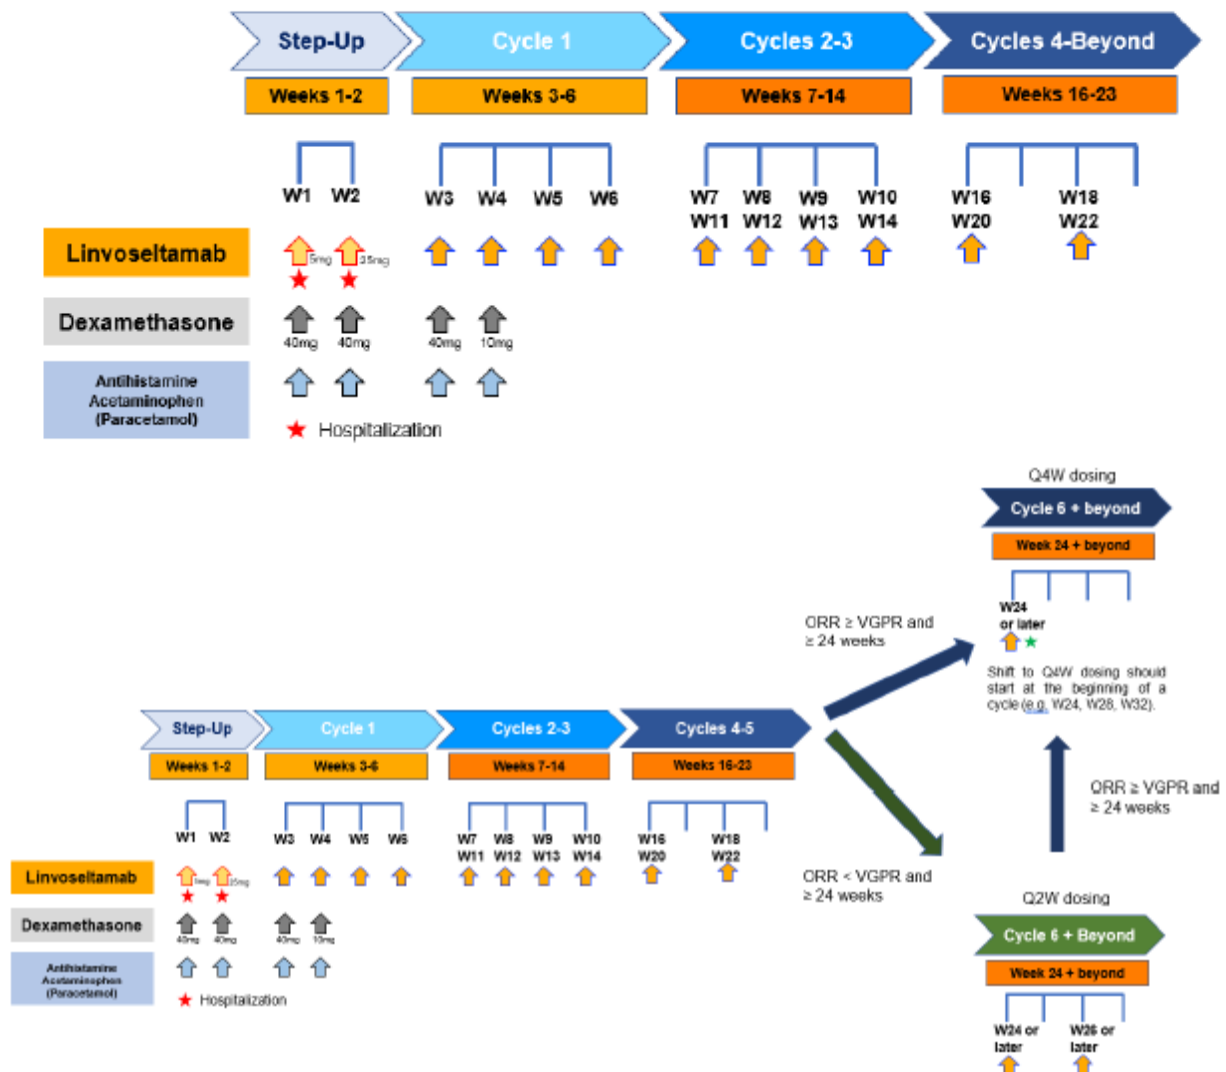 Step-Up Cycle 1 Cycles 2-3 Cycles 4-Beyond
Weeks 1-2 Weeks 3-6 Weeks 7-14 Weeks 16-23
W1 W2 W3 W4 W5 W6 W7 W8 W9 W10 W16 W18
W11 W12 W13 W14 W20 W22
Linvoseltamab 5mg 25mg
Dexamethasone
40mg 40mg 40mg 10mg
Antihistamine
Acetaminophen
(Paracetamol)
Hospitalization
Q4W dosing
Cycle 6 + beyond
Week 24 + beyond
W24
or later
ORR ≥ VGPR and
≥ 24 weeks
Shift to Q4W dosing should
start at the beginning of a
cycle (e.g. W24, W28, W32).
Step-Up Cycle 1 Cycles 2-3 Cycles 4-5
Weeks 1-2 Weeks 3-6 Weeks 7-14 Weeks 16-23
ORR ≥ VGPR and
≥ 24 weeks
W1 W2 W3 W4 W5 W6 W7 W8 W9 W10 W16 W18
W11 W12 W13 W14 W20 W22
Linvoseltamab 5mg 25mg
ORR < VGPR and
≥ 24 weeks
Dexamethasone
40mg 40mg 40mg 10mg
Antihistamine
Acetaminophen
(Paracetamol)
Hospitalization
Q2W dosing
Cycle 6 + Beyond
Week 24 + beyond
W24 or W26 or
later later